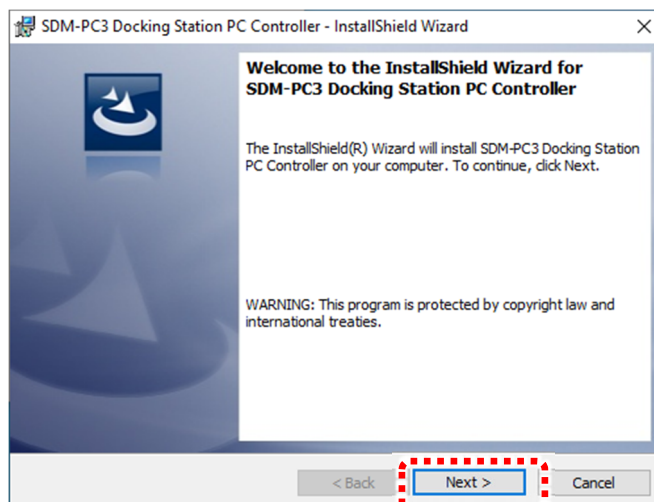 SDM-PC3 Docking Station PC Controller - InstallShield Wizard
Welcome to the InstallShield Wizard for
SDM-PC3 Docking Station PC Controller
The InstallShield(R) Wizard will install SDM-PC3 Docking Station
PC Controller on your computer. To continue, click Next.
WARNING: This program is protected by copyright law and
international treaties.
< Back Next > Cancel